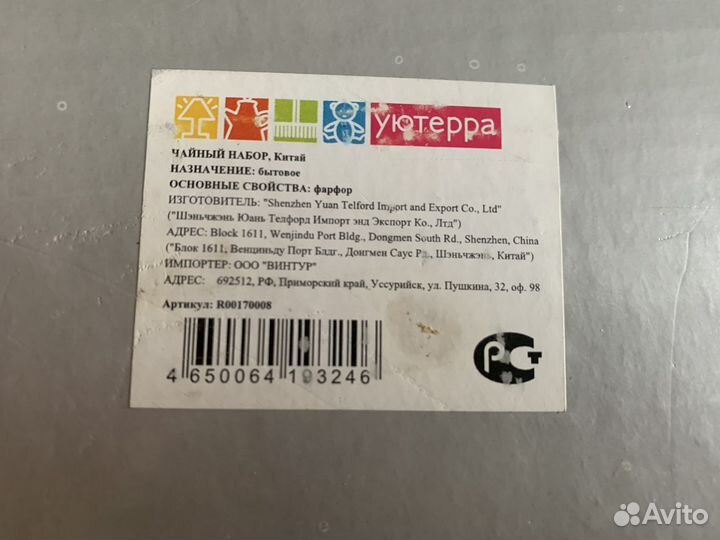 уютерра
ЧАЙНЫЙ НАБОР, Китай
НАЗНАЧЕНИЕ: бытовое
ОСНОВНЫЕ СВОЙСТВА: фарфор
ИЗГОТОВИТЕЛЬ: "Shenzhen Yuan Telford Import and Export Co., Ltd"
("Шэньчжэнь Юань Телфорд Импорт энд Экспорт Ко., Лтд")
АДРЕС: Block 1611, Wenjindu Port Bldg., Dongmen South Rd., Shenzhen, China
("Блок 1611, Венцзиньду Порт Блдг., Донгмен Саус Рд., Шэньчжэнь, Китай")
ИМПОРТЕР: ООО "ВИНТУР"
АДРЕС: 692512, РФ, Приморский край, Уссурийск, ул. Пушкина, 32, оф. 98
Артикул: R00170008
4 650064 193246
РСТ
Avito